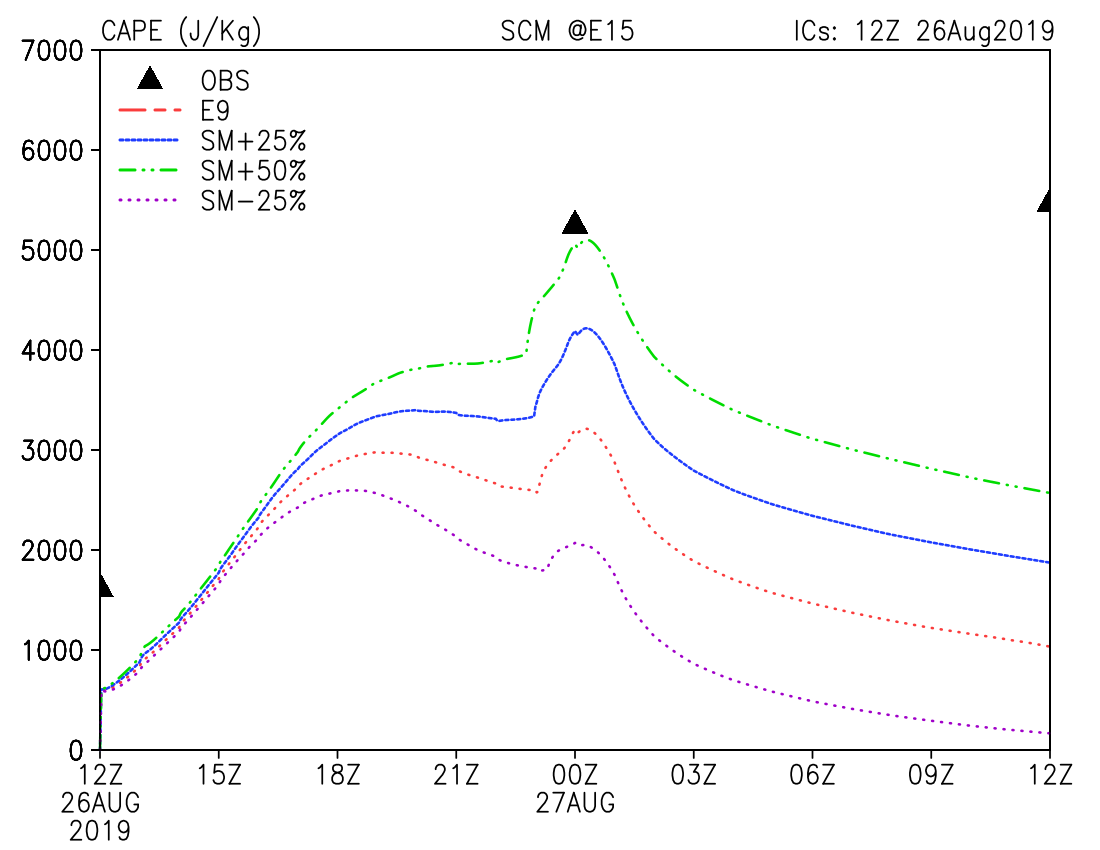 CAPE (J/Kg) SCM @E15 ICs: 12Z 26Aug2019
7000
OBS
E9
6000
SM+25%
SM+50%
SM−25%
5000
4000
3000
2000
1000
0
12Z 15Z 18Z 21Z 00Z 03Z 06Z 09Z 12Z
26AUG 27AUG
2019